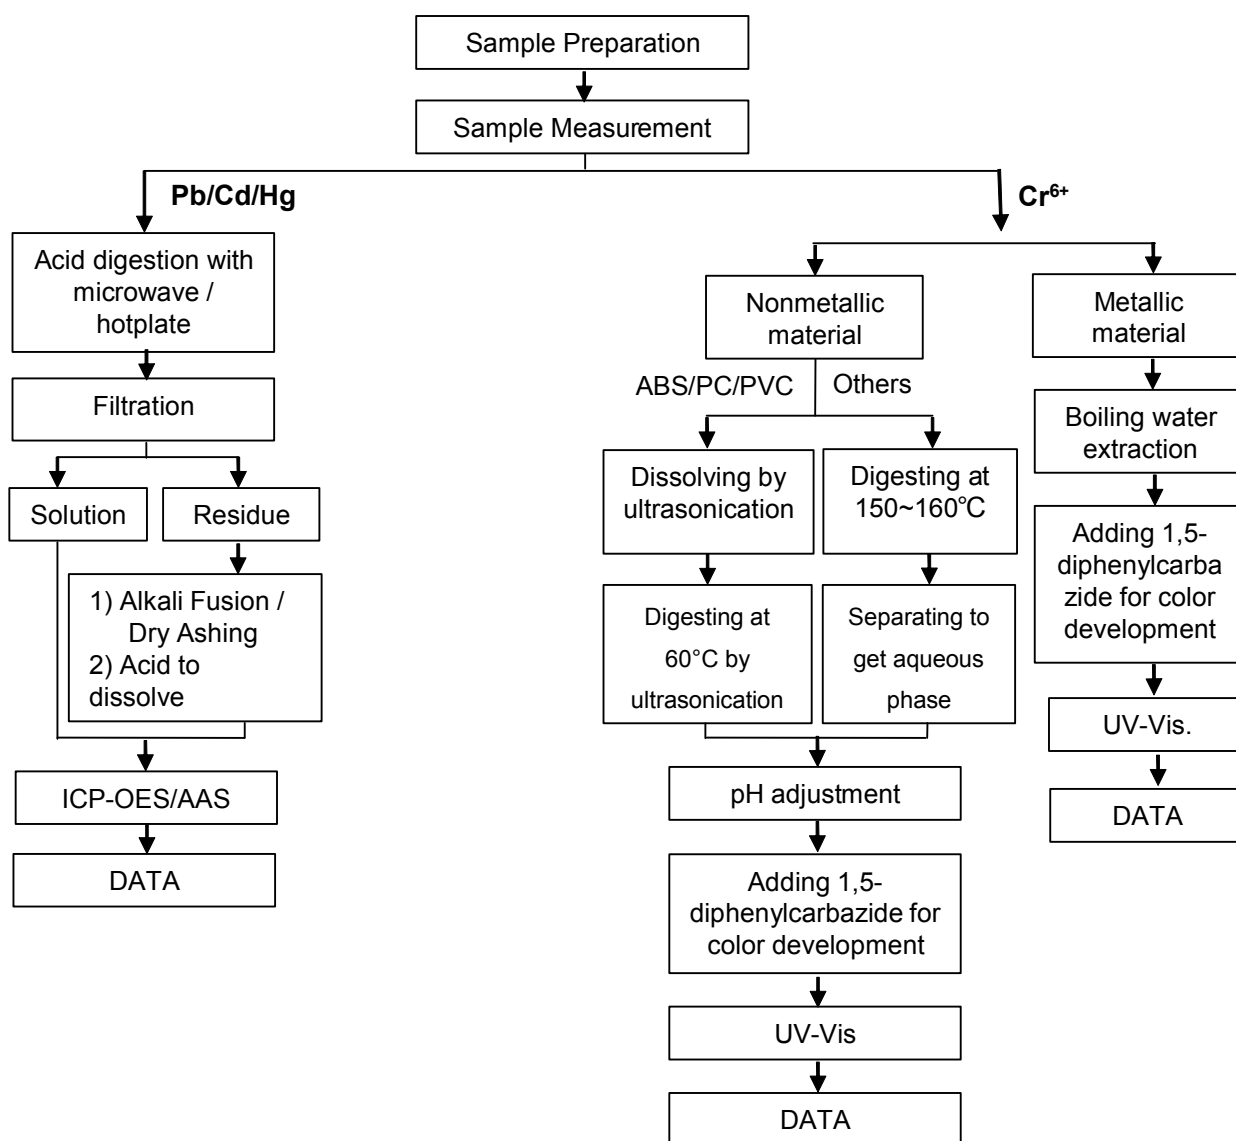 Sample Preparation
Sample Measurement
Pb/Cd/Hg
Acid digestion with
microwave /
hotplate
Filtration
Solution
Residue
1) Alkali Fusion /
Dry Ashing
2) Acid to
dissolve
ICP-OES/AAS
DATA
Cr⁶⁺
Nonmetallic
material
ABS/PC/PVC
Others
Dissolving by
ultrasonication
Digesting at
150~160℃
Digesting at
60°C by
ultrasonication
Separating to
get aqueous
phase
pH adjustment
Adding 1,5-
diphenylcarbazide for
color development
UV-Vis
DATA
Metallic
material
Boiling water
extraction
Adding 1,5-
diphenylcarba
zide for color
development
UV-Vis.
DATA